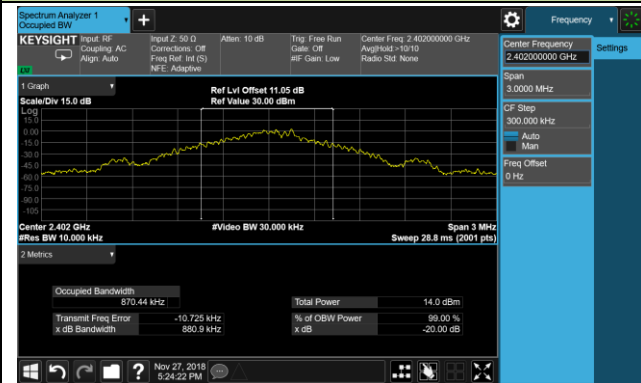 Spectrum Analyzer 1
Occupied BW
Frequency
KEYSIGHT
Input: RF
Coupling: AC
Align: Auto
Input Z: 50 Ω
Corrections: Off
Freq Ref: Int (S)
NFE: Adaptive
Atten: 10 dB
Trig: Free Run
Gate: Off
#IF Gain: Low
Center Freq: 2.402000000 GHz
Avg|Hold:>10/10
Radio Std: None
Center Frequency
2.402000000 GHz
Settings
Span
3.0000 MHz
CF Step
300.000 kHz
Auto
Man
Freq Offset
0 Hz
1 Graph
Scale/Div 15.0 dB
Ref Lvl Offset 11.05 dB
Ref Value 30.00 dBm
Log
15.0
0.00
-15.0
-30.0
-45.0
-60.0
-75.0
-90.0
-105
Center 2.402 GHz
#Res BW 10.000 kHz
#Video BW 30.000 kHz
Span 3 MHz
Sweep 28.8 ms (2001 pts)
2 Metrics
Occupied Bandwidth
870.44 kHz
Total Power 14.0 dBm
Transmit Freq Error -10.725 kHz
% of OBW Power 99.00 %
x dB Bandwidth 880.9 kHz
x dB -20.00 dB
Nov 27, 2018
5:24:22 PM